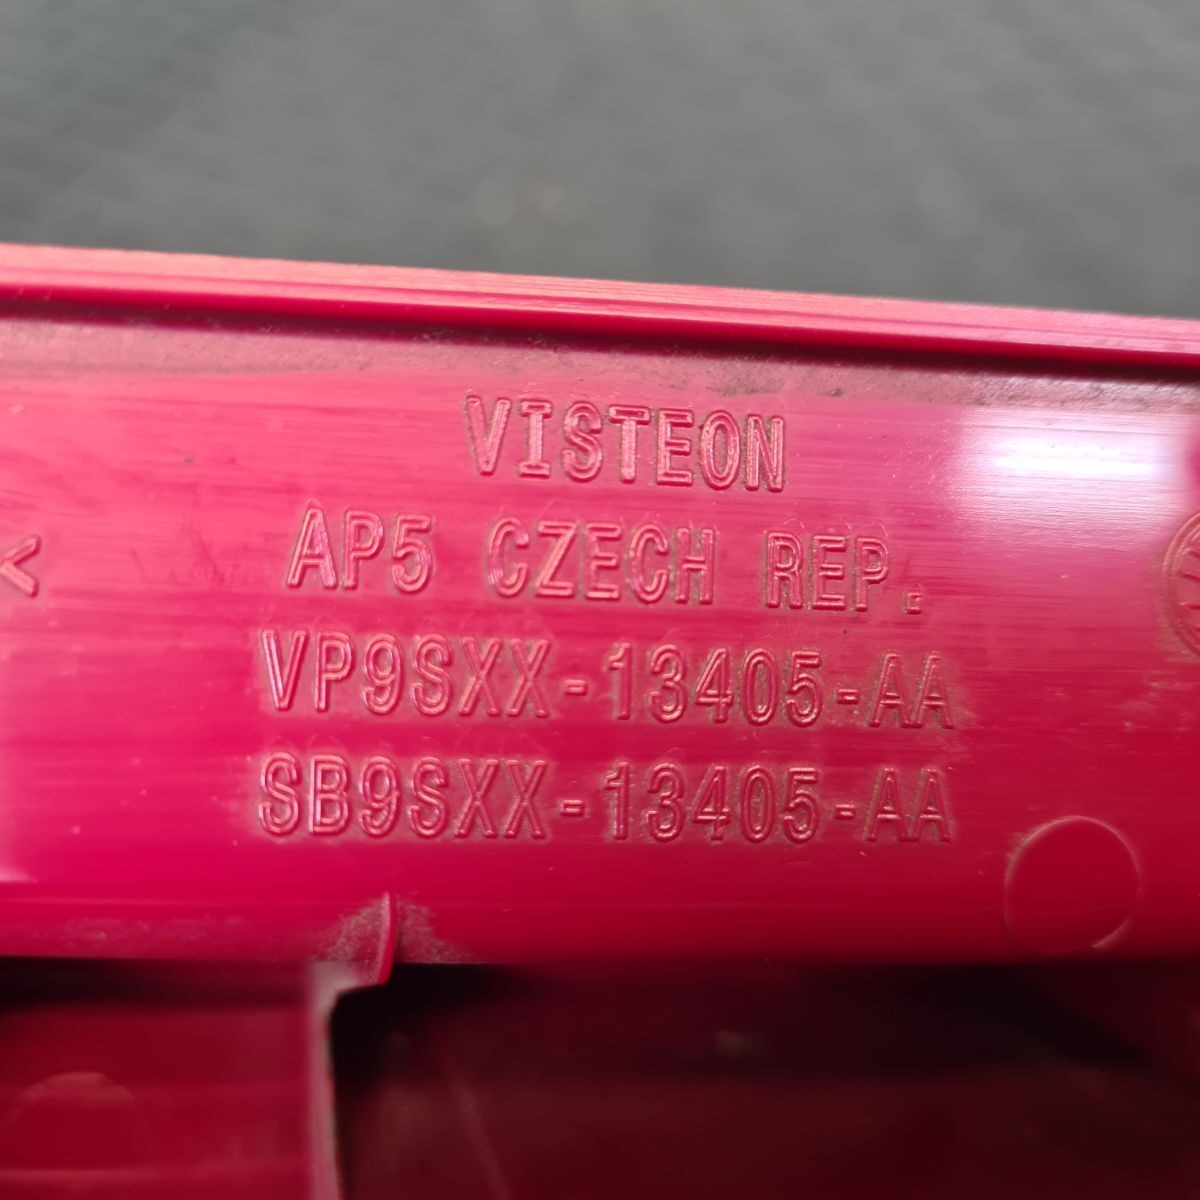 <
VISTEON
AP5 CZECH REP.
VP9SXX-13405-AA
SB9SXX-13405-AA